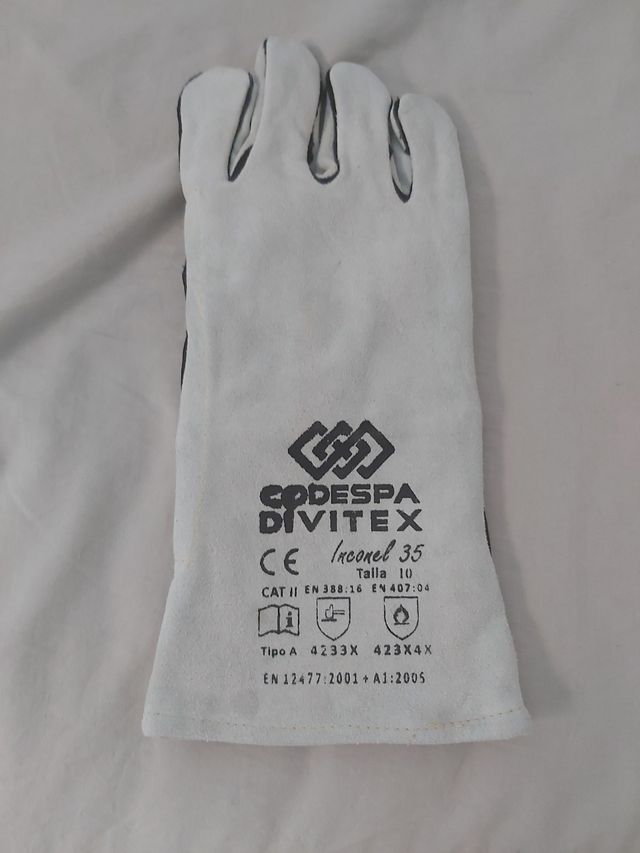 CODESPA
DIVITEX
CE Inconel 35
Talla 10
CAT II EN 388:16 EN 407:04
i
Tipo A 4233X 423X4X
EN 12477:2001 + A1:2005